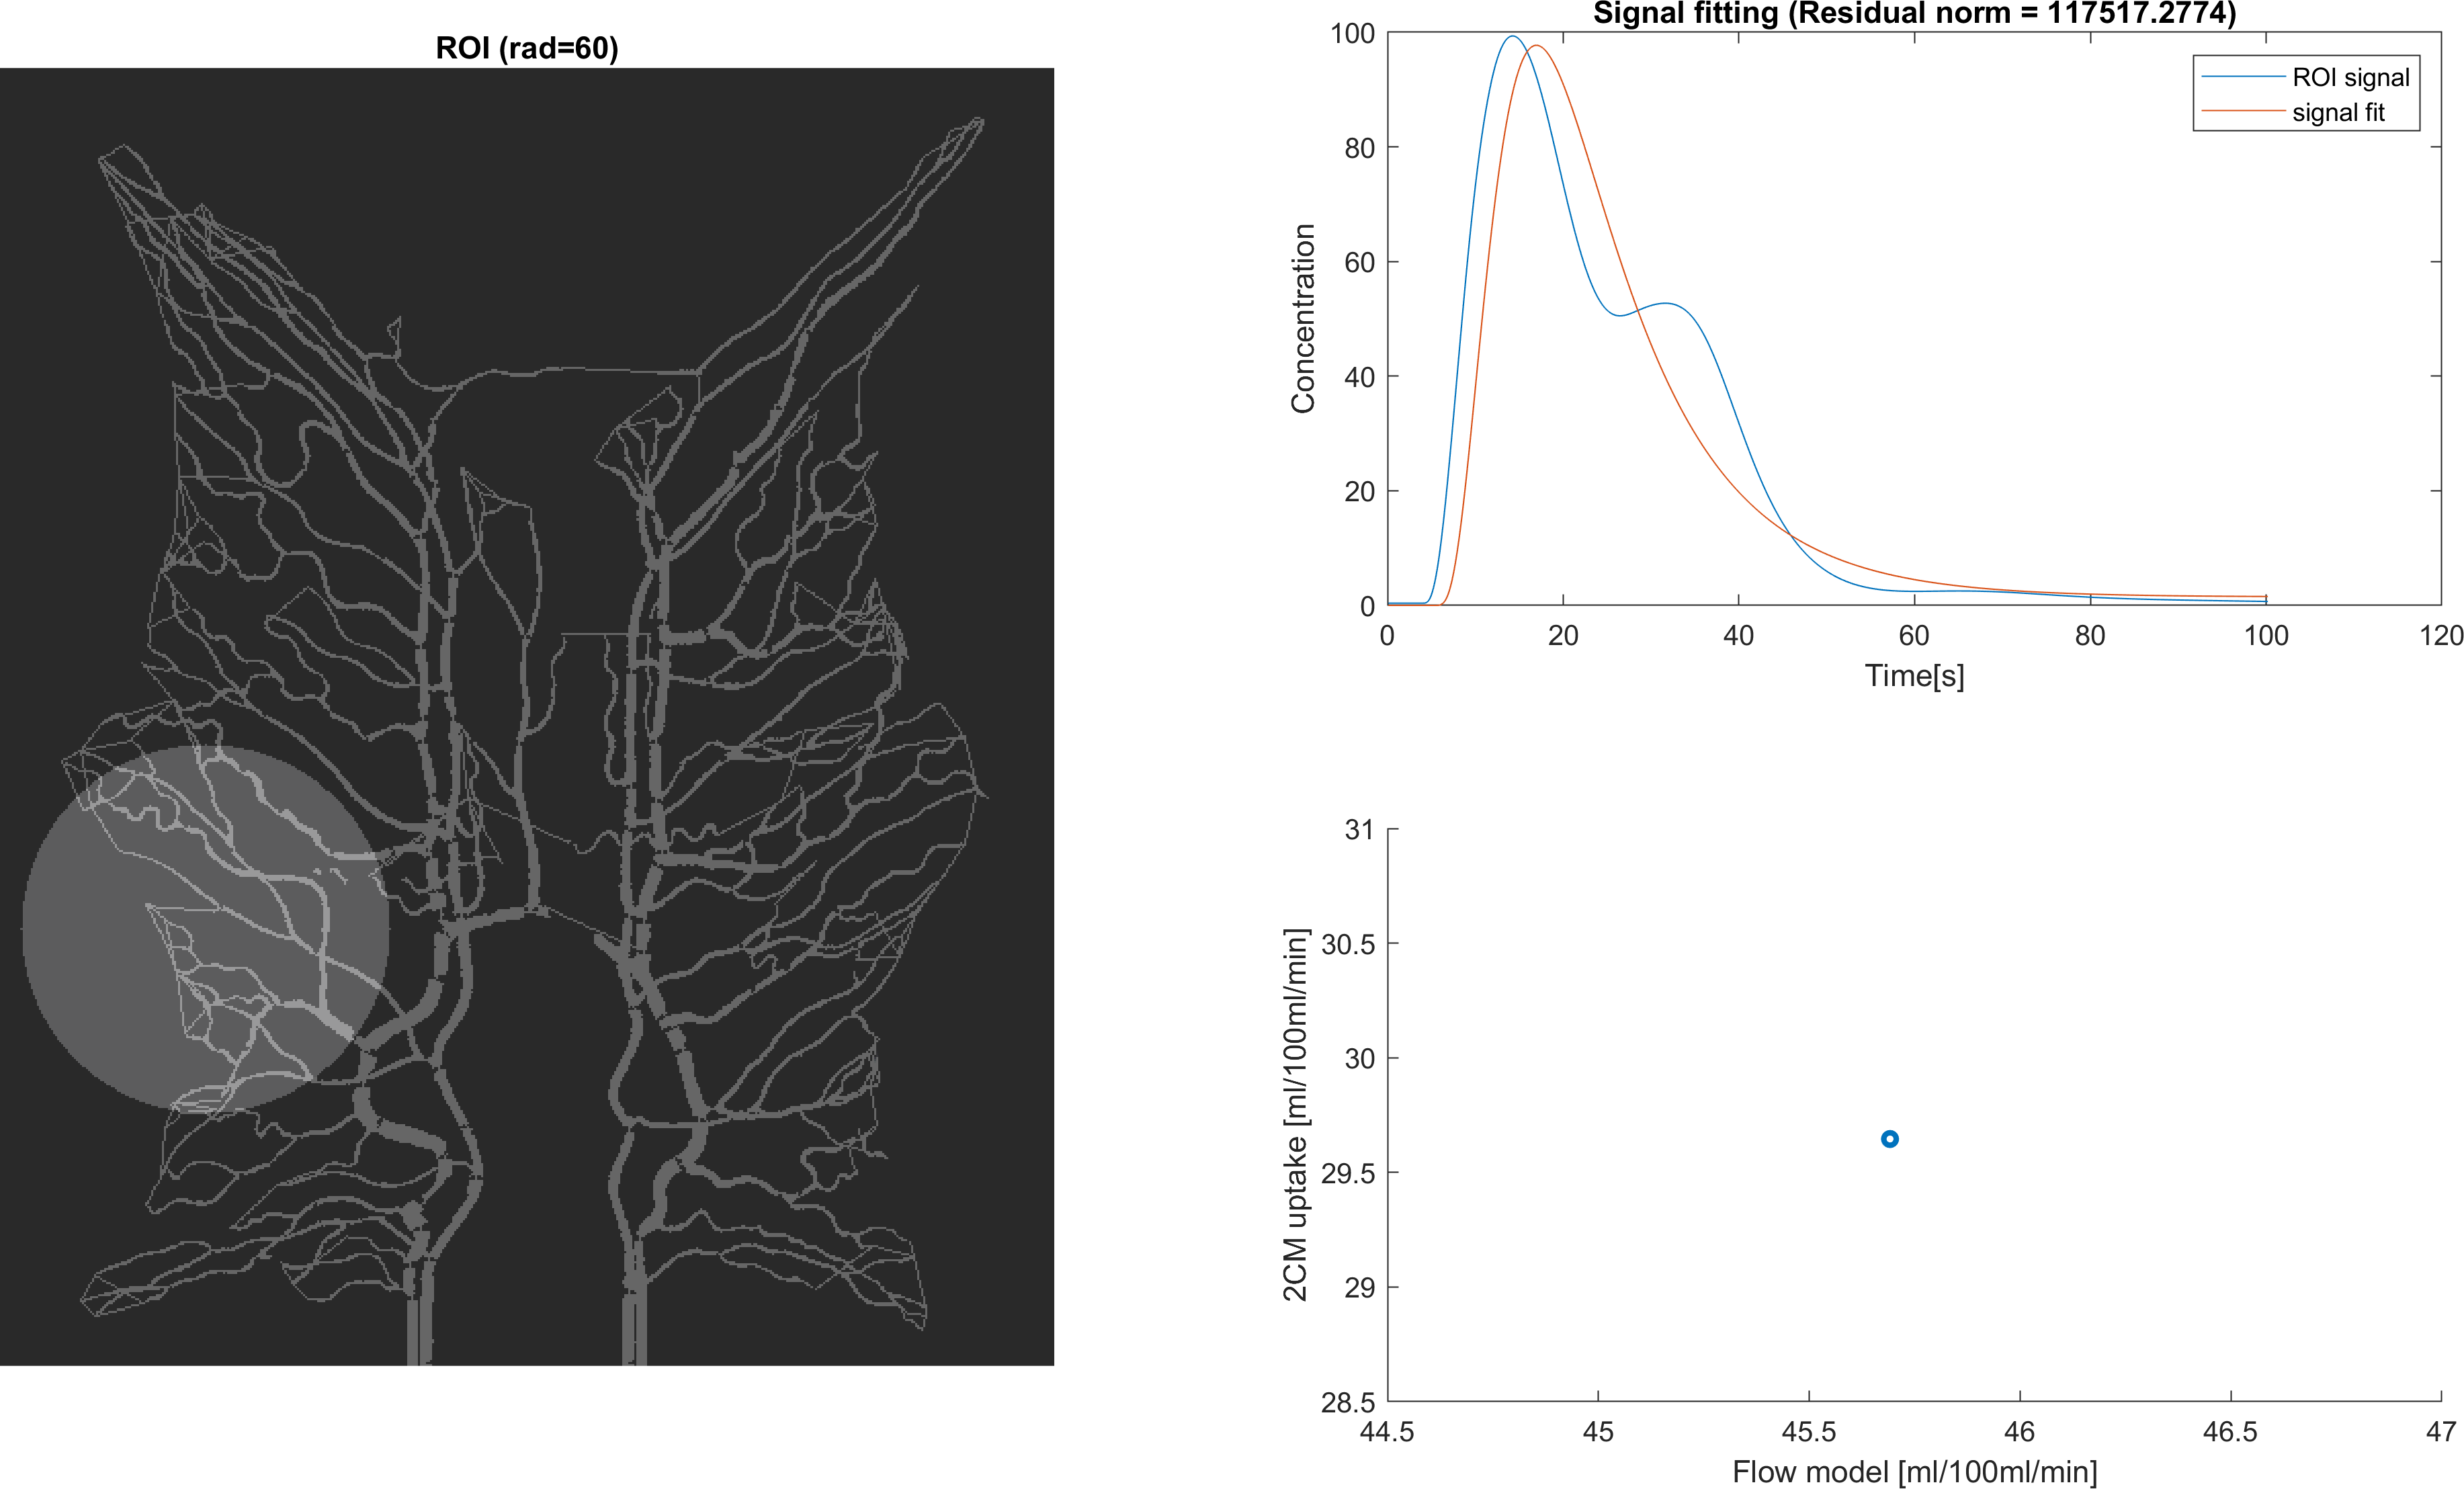 ROI (rad=60)
Signal fitting (Residual norm = 117517.2774)
100
80
60
40
20
0
Concentration
ROI signal
signal fit
0 20 40 60 80 100 120
Time[s]
31
30.5
30
29.5
29
28.5
2CM uptake [ml/100ml/min]
44.5 45 45.5 46 46.5 47
Flow model [ml/100ml/min]